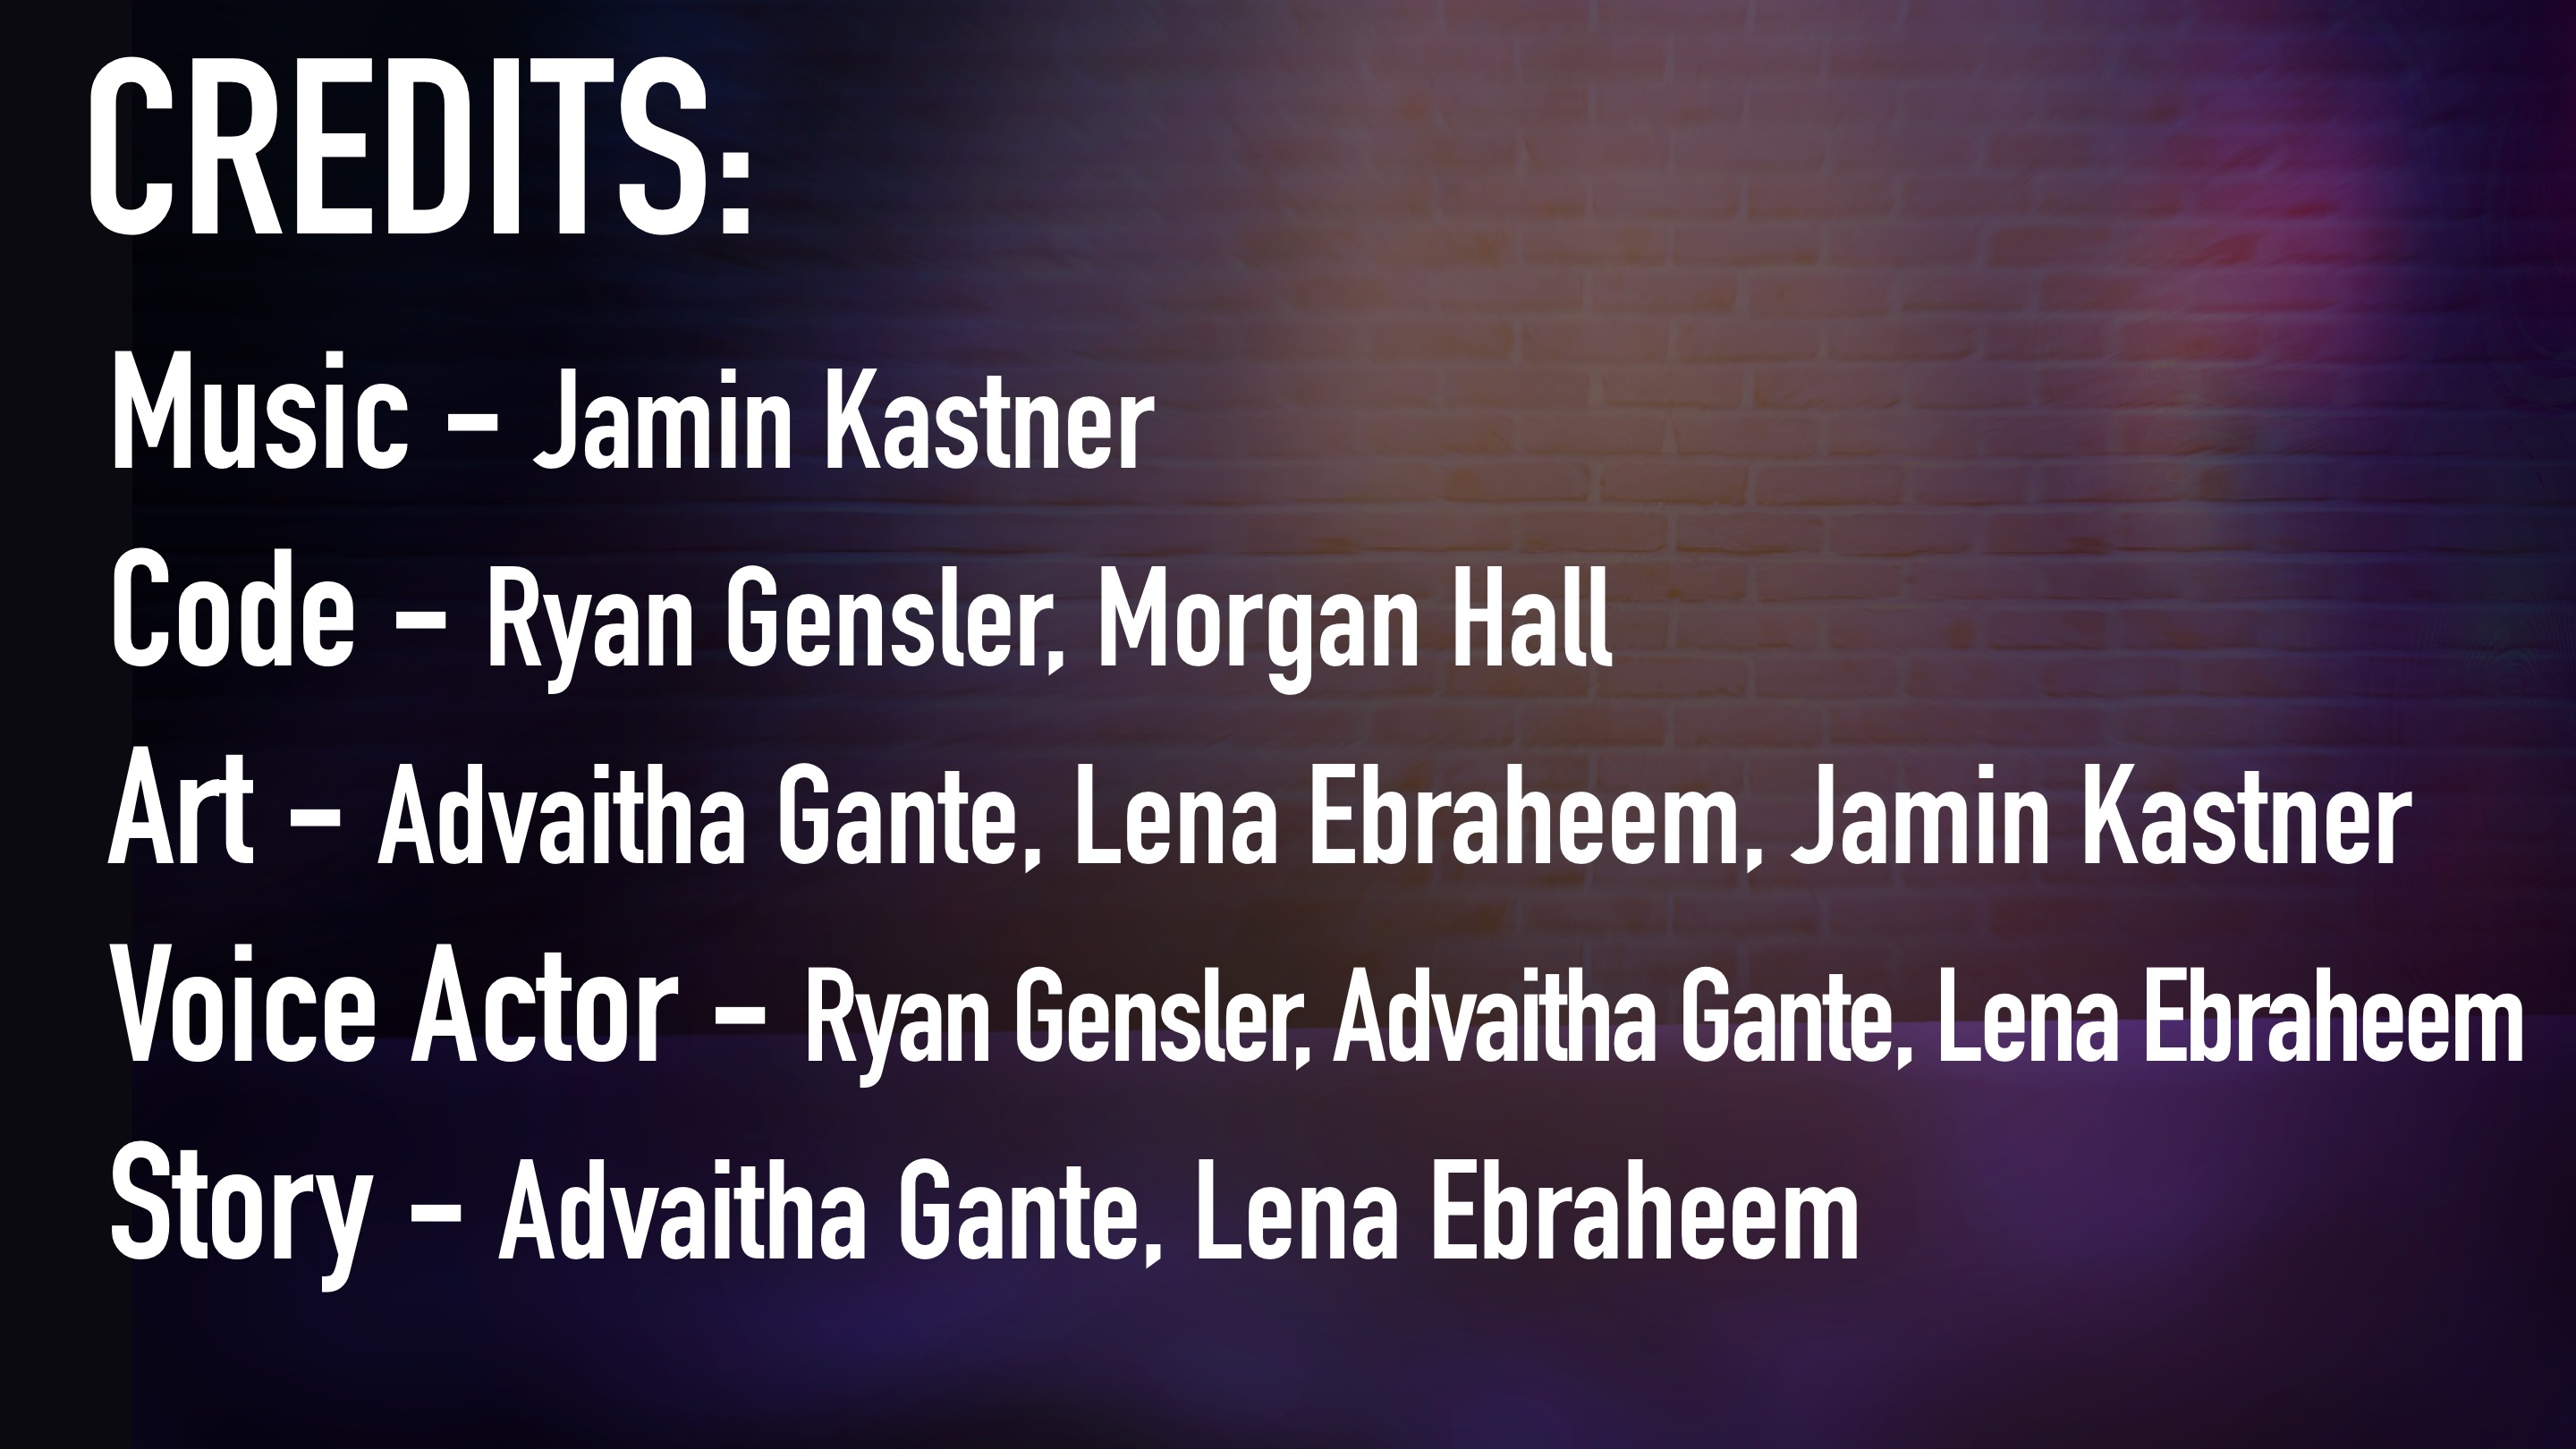 CREDITS:
Music – Jamin Kastner
Code – Ryan Gensler, Morgan Hall
Art – Advaitha Gante, Lena Ebraheem, Jamin Kastner
Voice Actor – Ryan Gensler, Advaitha Gante, Lena Ebraheem
Story – Advaitha Gante, Lena Ebraheem